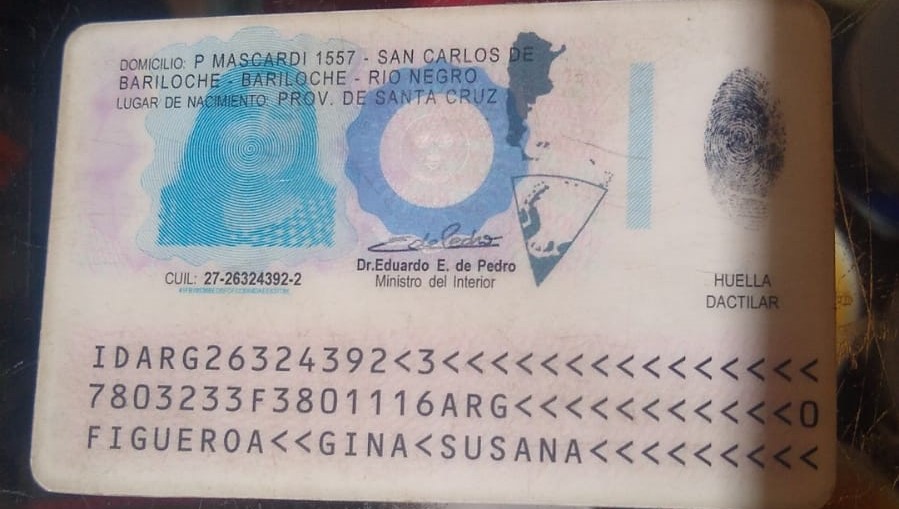 DOMICILIO: P MASCARDI 1557 - SAN CARLOS DE
BARILOCHE - BARILOCHE - RIO NEGRO
LUGAR DE NACIMIENTO: PROV. DE SANTA CRUZ
Dr.Eduardo E. de Pedro
Ministro del Interior
CUIL: 27-26324392-2
HUELLA
DACTILAR
IDARG26324392<3<<<<<<<<<<<<<<<
7803233F3801116ARG<<<<<<<<<<<0
FIGUEROA<<GINA<SUSANA<<<<<<<<<